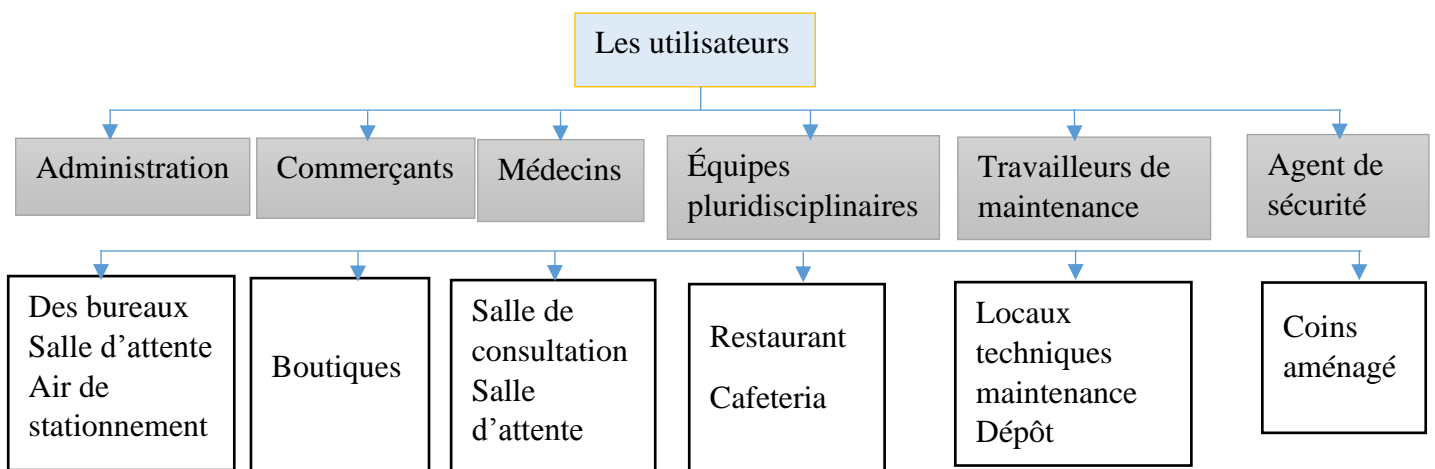 Les utilisateurs
Administration
Commerçants
Médecins
Équipes
pluridisciplinaires
Travailleurs de
maintenance
Agent de
sécurité
Des bureaux
Salle d’attente
Air de
stationnement
Boutiques
Salle de
consultation
Salle
d’attente
Restaurant
Cafeteria
Locaux
techniques
maintenance
Dépôt
Coins
aménagé